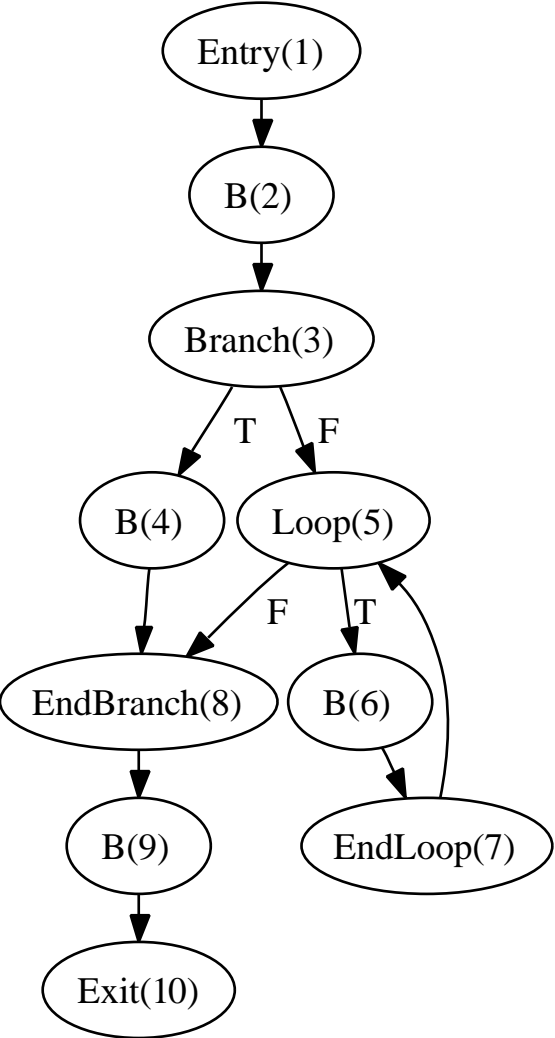 Entry(1)
B(2)
Branch(3)
T
F
B(4)
Loop(5)
F
T
EndBranch(8)
B(6)
B(9)
EndLoop(7)
Exit(10)